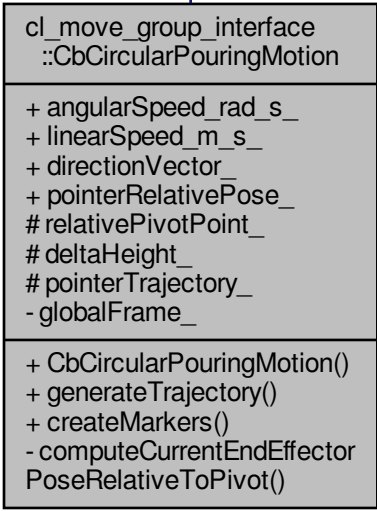 cl_move_group_interface
::CbCircularPouringMotion
+ angularSpeed_rad_s_
+ linearSpeed_m_s_
+ directionVector_
+ pointerRelativePose_
# relativePivotPoint_
# deltaHeight_
# pointerTrajectory_
- globalFrame_
+ CbCircularPouringMotion()
+ generateTrajectory()
+ createMarkers()
- computeCurrentEndEffector
PoseRelativeToPivot()